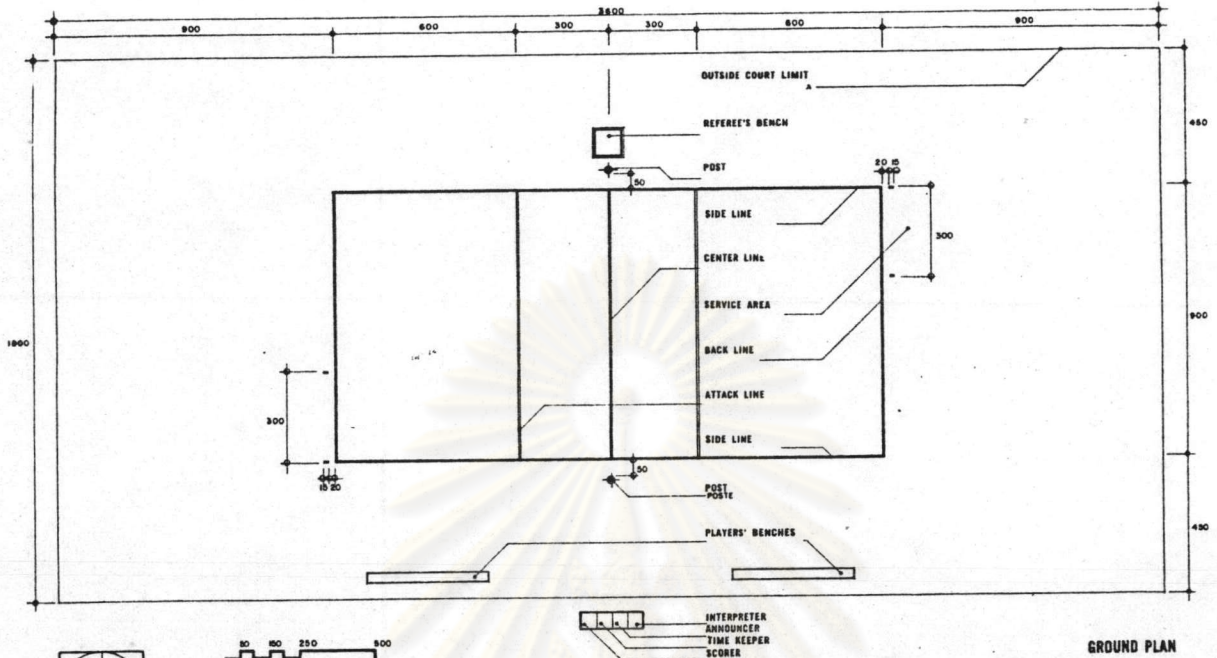 3600
900 600 300 300 600 900
OUTSIDE COURT LIMIT
A
450
REFEREE'S BENCH
POST
20 15
50
SIDE LINE
300
CENTER LINE
SERVICE AREA
900
1800
BACK LINE
ATTACK LINE
300
SIDE LINE
50
15 20
POST
POSTE
450
PLAYERS' BENCHES
INTERPRETER
ANNOUNCER
TIME KEEPER
SCORER
50 150 250 500
GROUND PLAN